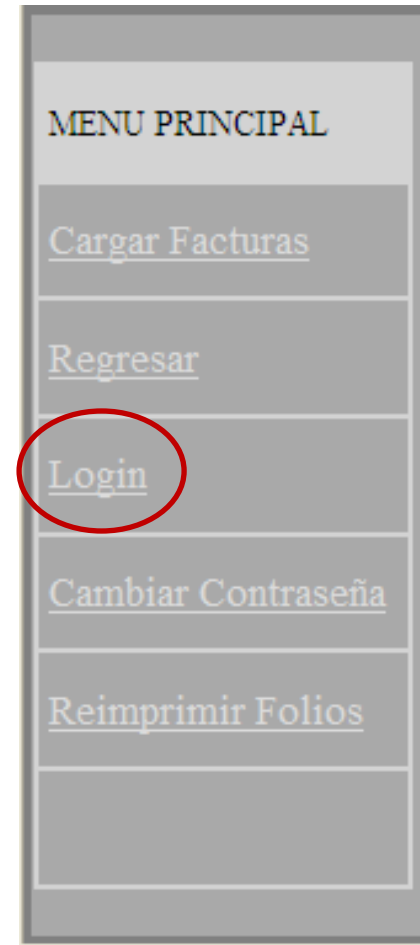 MENU PRINCIPAL
Cargar Facturas
Regresar
Login
Cambiar Contraseña
Reimprimir Folios